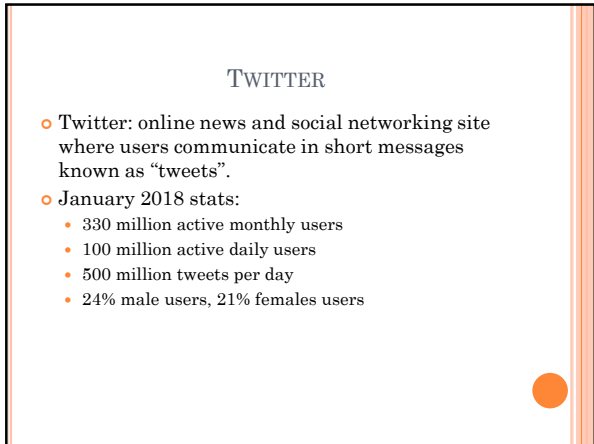 TWITTER
Twitter: online news and social networking site
where users communicate in short messages
known as “tweets”.
January 2018 stats:
330 million active monthly users
100 million active daily users
500 million tweets per day
24% male users, 21% females users